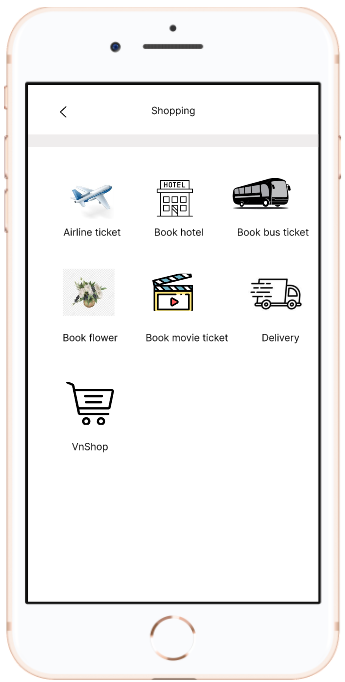 Shopping
HOTEL
Airline ticket
Book hotel
Book bus ticket
Book flower
Book movie ticket
Delivery
VnShop